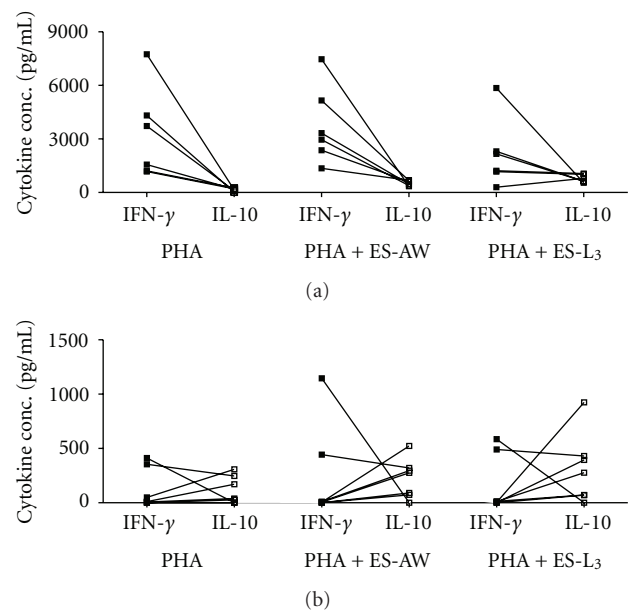 Cytokine conc. (pg/mL)
9000
6000
3000
0
IFN-γ IL-10 IFN-γ IL-10 IFN-γ IL-10
PHA PHA + ES-AW PHA + ES-L₃
(a)
Cytokine conc. (pg/mL)
1500
1000
500
0
IFN-γ IL-10 IFN-γ IL-10 IFN-γ IL-10
PHA PHA + ES-AW PHA + ES-L₃
(b)